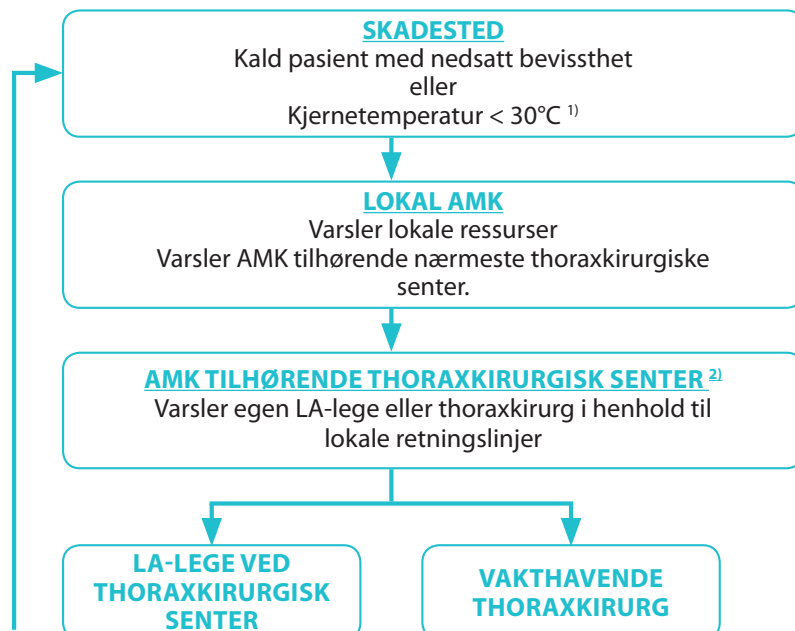 SKADESTED
Kald pasient med nedsatt bevissthet
eller
Kjernetemperatur < 30°C 1)
LOKAL AMK
Varsler lokale ressurser
Varsler AMK tilhørende nærmeste thoraxkirurgiske
senter.
AMK TILHØRENDE THORAXKIRURGISK SENTER 2)
Varsler egen LA-lege eller thoraxkirurg i henhold til
lokale retningslinjer
LA-LEGE VED
THORAXKIRURGISK
SENTER
VAKTHAVENDE
THORAXKIRURG